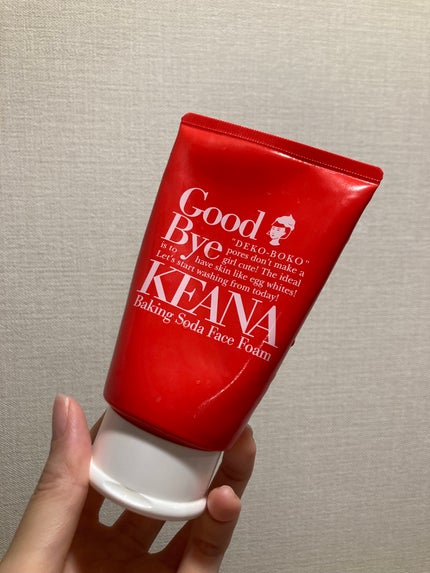 Good
Bye
"DEKO-BOKO"
pores don't make a
girl cute! The ideal
is to have skin like egg whites!
Let's start washing from today!
KEANA
Baking Soda Face Foam